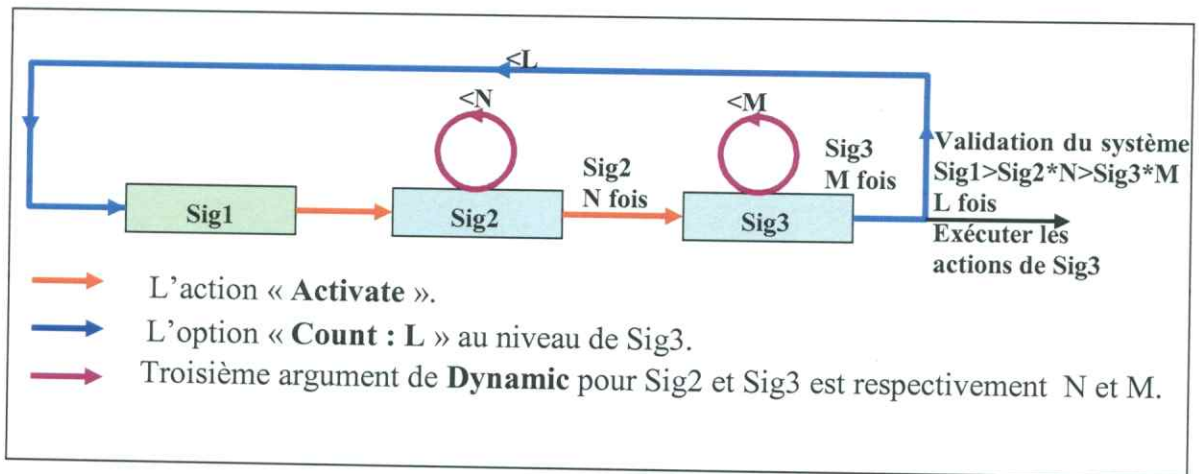 <L
<N
<M
Sig2
N fois
Sig3
M fois
Validation du système
Sig1>Sig2*N>Sig3*M
L fois
Exécuter les
actions de Sig3
Sig1
Sig2
Sig3
L’action « Activate ».
L’option « Count : L » au niveau de Sig3.
Troisième argument de Dynamic pour Sig2 et Sig3 est respectivement N et M.